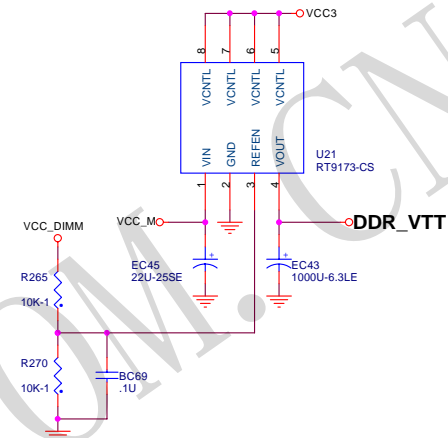 VCC3
8
7
6
5
VCNTL
VCNTL
VCNTL
VCNTL
VIN
GND
REFEN
VOUT
U21
RT9173-CS
1
2
3
4
VCC_M
DDR_VTT
VCC_DIMM
EC45
22U-25SE
EC43
1000U-6.3LE
R265
10K-1
R270
10K-1
BC69
.1U
+
+
OM. CN